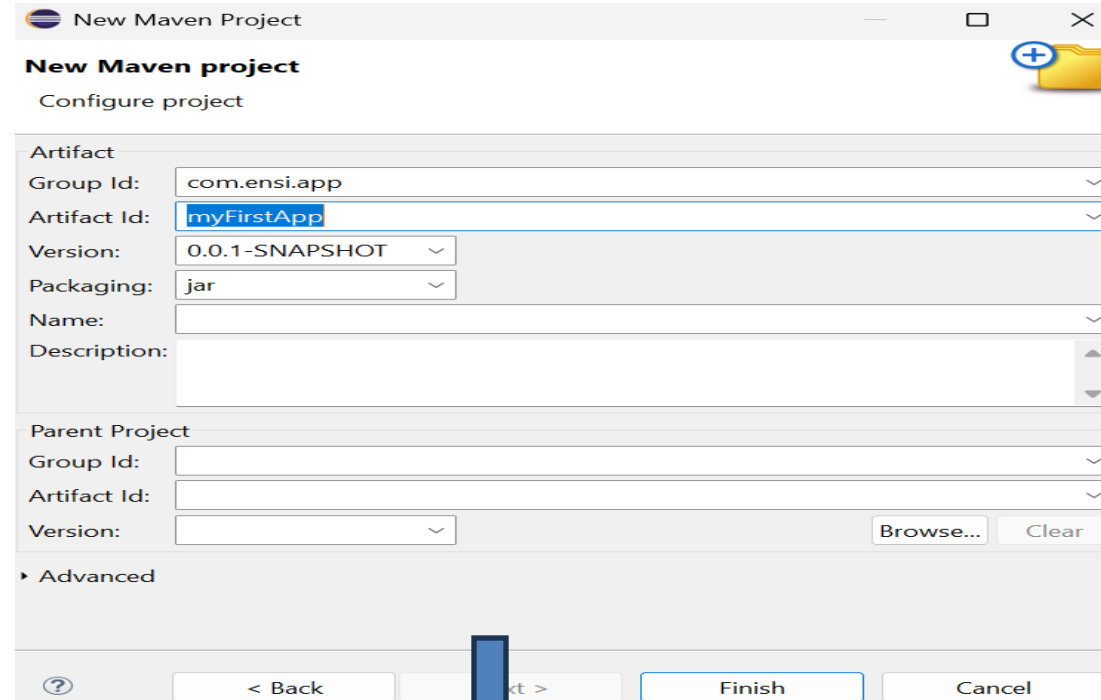 New Maven Project
New Maven project
Configure project
Artifact
Group Id: com.ensi.app
Artifact Id: myFirstApp
Version: 0.0.1-SNAPSHOT
Packaging: jar
Name:
Description:
Parent Project
Group Id:
Artifact Id:
Version: Browse... Clear
Advanced
? < Back xt > Finish Cancel